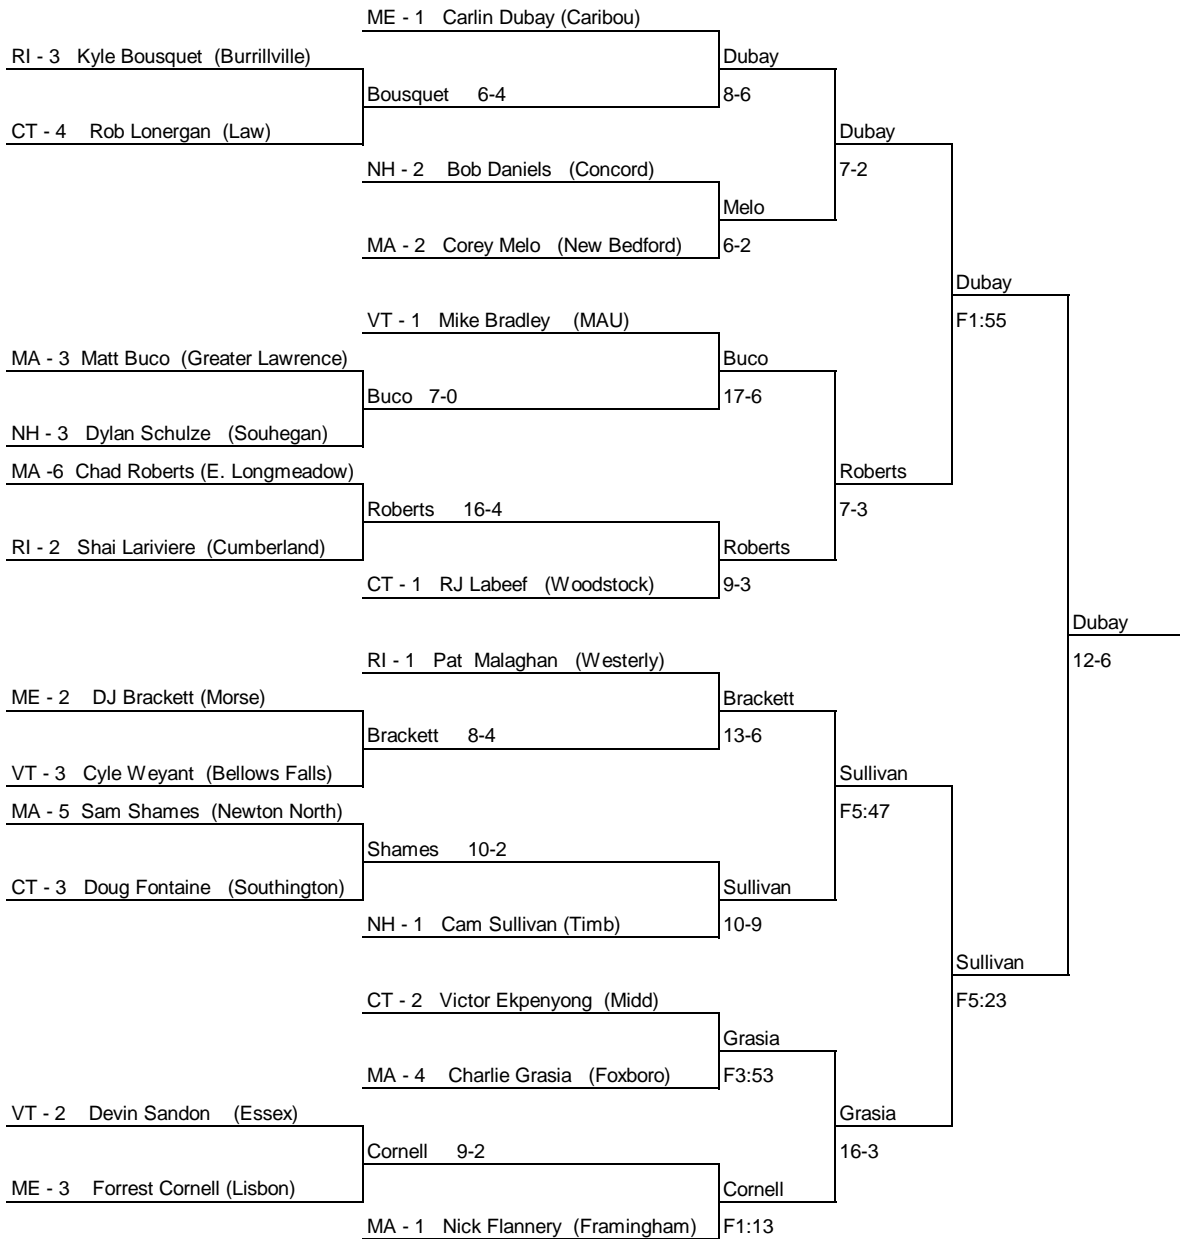 ME - 1 Carlin Dubay (Caribou)
RI - 3 Kyle Bousquet (Burrillville)
Dubay
Bousquet 6-4
8-6
CT - 4 Rob Lonergan (Law)
Dubay
NH - 2 Bob Daniels (Concord)
7-2
Melo
MA - 2 Corey Melo (New Bedford)
6-2
Dubay
VT - 1 Mike Bradley (MAU)
F1:55
MA - 3 Matt Buco (Greater Lawrence)
Buco
Buco 7-0
17-6
NH - 3 Dylan Schulze (Souhegan)
MA -6 Chad Roberts (E. Longmeadow)
Roberts
Roberts 16-4
7-3
RI - 2 Shai Lariviere (Cumberland)
Roberts
CT - 1 RJ Labeef (Woodstock)
9-3
Dubay
RI - 1 Pat Malaghan (Westerly)
12-6
ME - 2 DJ Brackett (Morse)
Brackett
Brackett 8-4
13-6
VT - 3 Cyle Weyant (Bellows Falls)
Sullivan
MA - 5 Sam Shames (Newton North)
F5:47
Shames 10-2
CT - 3 Doug Fontaine (Southington)
Sullivan
NH - 1 Cam Sullivan (Timb)
10-9
Sullivan
CT - 2 Victor Ekpenyong (Midd)
F5:23
Grasia
MA - 4 Charlie Grasia (Foxboro)
F3:53
VT - 2 Devin Sandon (Essex)
Grasia
Cornell 9-2
16-3
ME - 3 Forrest Cornell (Lisbon)
Cornell
MA - 1 Nick Flannery (Framingham)
F1:13